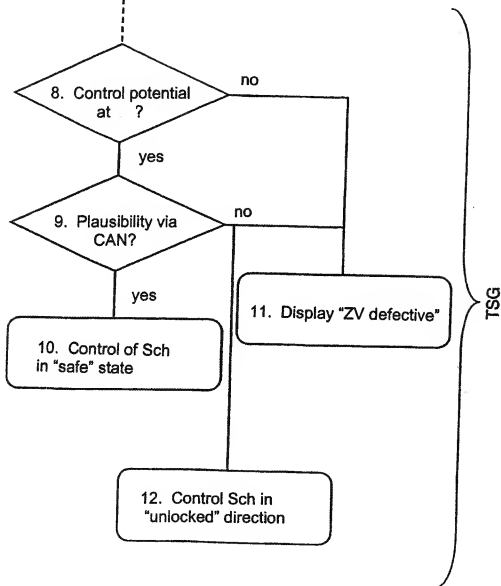 8. Control potential
at ?
no
yes
9. Plausibility via
CAN?
no
yes
10. Control of Sch
in "safe" state
11. Display "ZV defective"
12. Control Sch in
"unlocked" direction
TSG